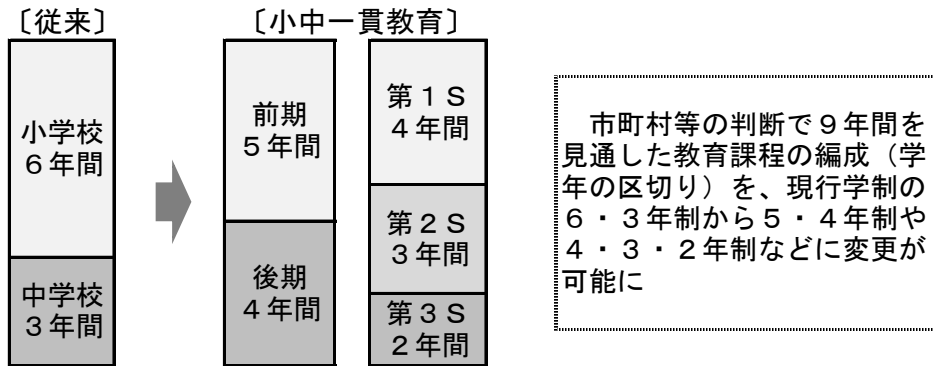 〔従来〕
〔小中一貫教育〕
小学校
６年間
中学校
３年間
前期
５年間
後期
４年間
第１Ｓ
４年間
第２Ｓ
３年間
第３Ｓ
２年間
市町村等の判断で９年間を
見通した教育課程の編成（学
年の区切り）を、現行学制の
６・３年制から５・４年制や
４・３・２年制などに変更が
可能に